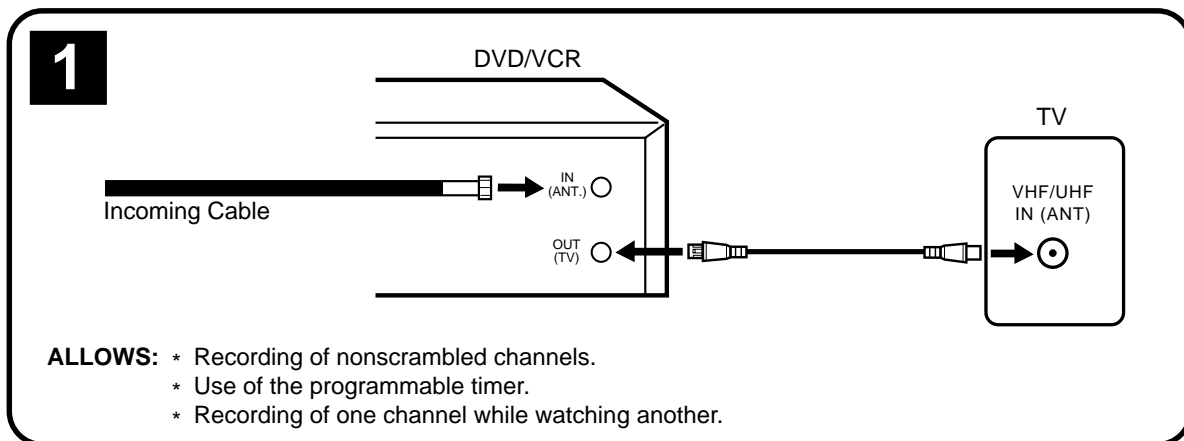 1
DVD/VCR
TV
IN
(ANT.)
Incoming Cable
VHF/UHF
IN (ANT)
OUT
(TV)
ALLOWS: * Recording of nonscrambled channels.
* Use of the programmable timer.
* Recording of one channel while watching another.